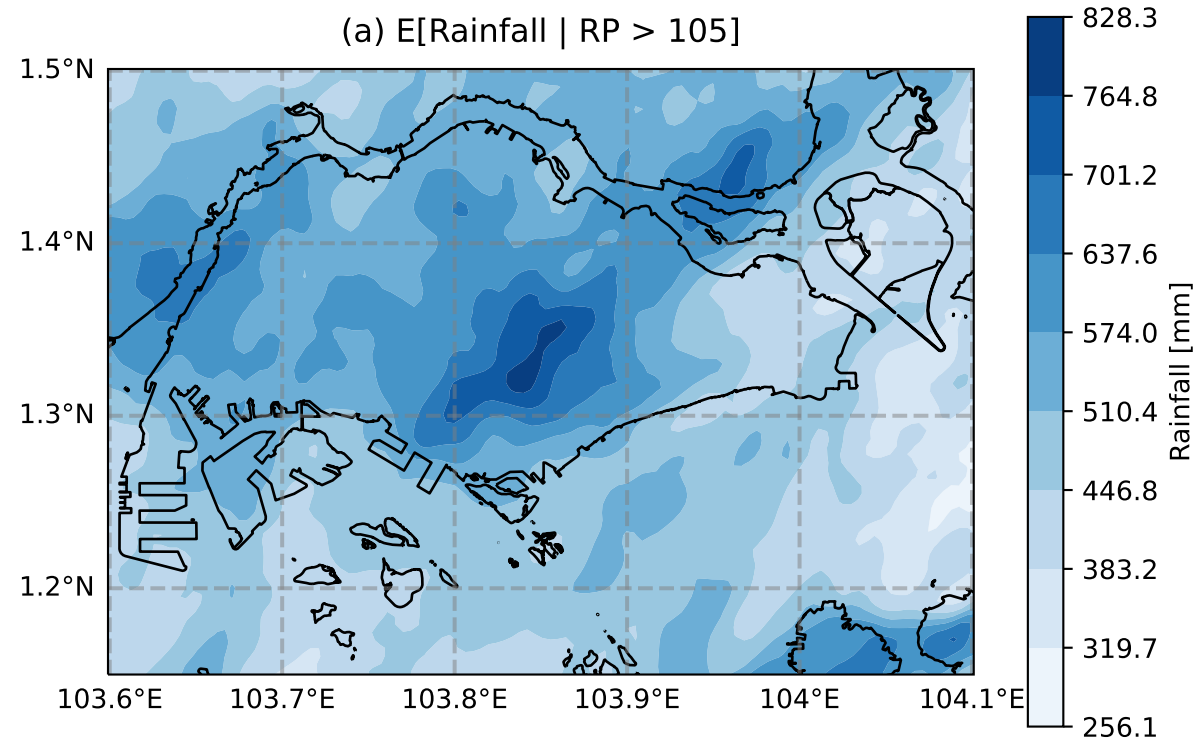 (a) E[Rainfall | RP > 105]
1.5°N
1.4°N
1.3°N
1.2°N
103.6°E
103.7°E
103.8°E
103.9°E
104°E
104.1°E
828.3
764.8
701.2
637.6
574.0
510.4
446.8
383.2
319.7
256.1
Rainfall [mm]